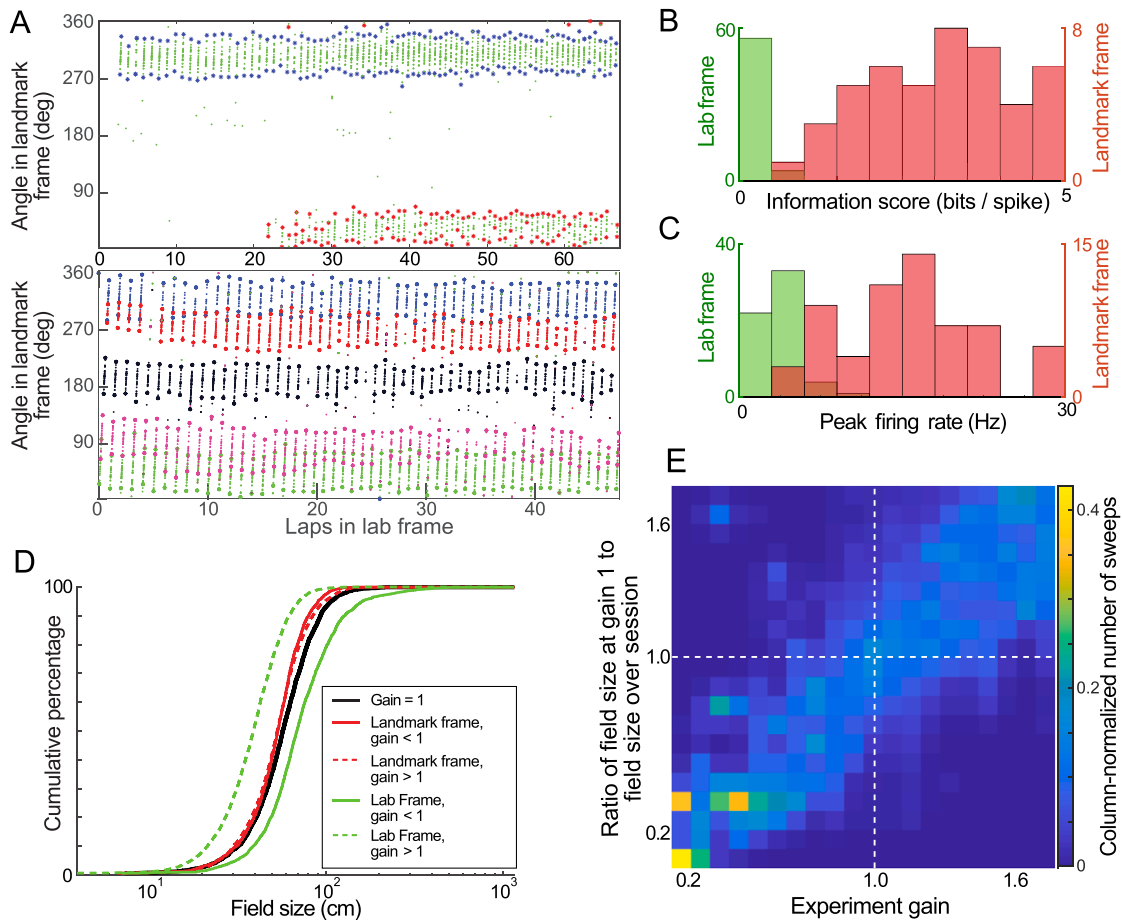 A
Angle in landmark
frame (deg)
360
270
180
90
0
10
20
30
40
50
60
Angle in landmark
frame (deg)
360
270
180
90
0
10
20
30
40
Laps in lab frame
B
Lab frame
60
0
8
0
Landmark frame
0
Information score (bits / spike)
5
C
Lab frame
40
0
15
0
Landmark frame
0
Peak firing rate (Hz)
30
D
Cumulative percentage
100
0
10¹
10²
10³
Field size (cm)
Gain = 1
Landmark frame,
gain < 1
Landmark frame,
gain > 1
Lab Frame,
gain < 1
Lab Frame,
gain > 1
E
Ratio of field size at gain 1 to
field size over session
1.6
1.0
0.2
0.2
1.0
1.6
Experiment gain
0.4
0.2
0
Column-normalized number of sweeps